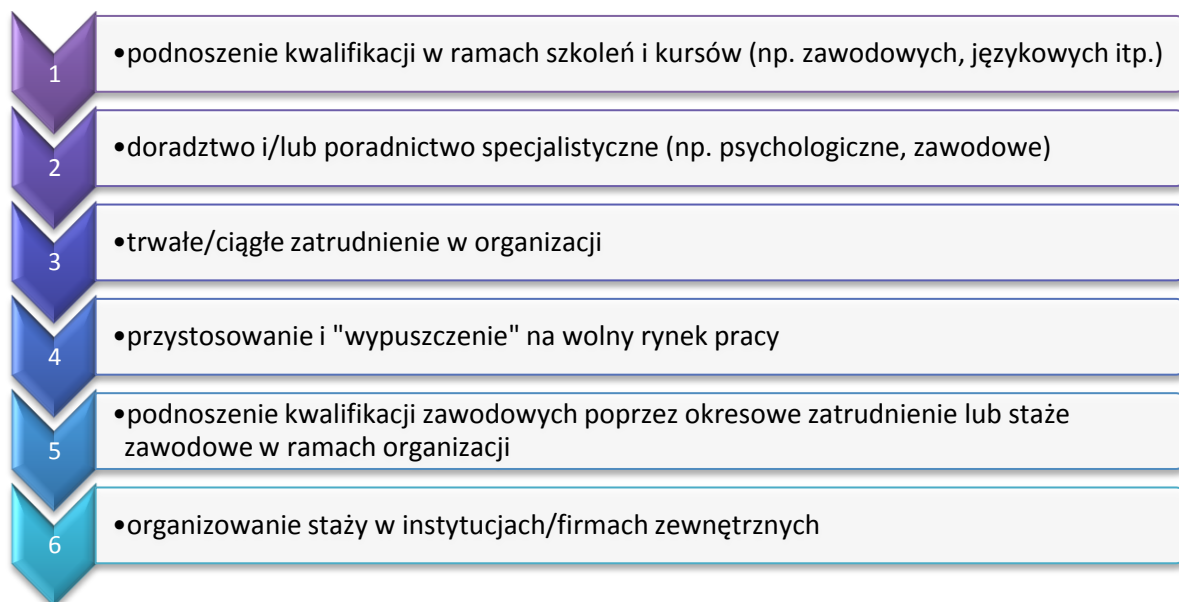 1
•podnoszenie kwalifikacji w ramach szkoleń i kursów (np. zawodowych, językowych itp.)
2
•doradztwo i/lub poradnictwo specjalistyczne (np. psychologiczne, zawodowe)
3
•trwałe/ciągłe zatrudnienie w organizacji
4
•przystosowanie i "wypuszczenie" na wolny rynek pracy
5
•podnoszenie kwalifikacji zawodowych poprzez okresowe zatrudnienie lub staże
zawodowe w ramach organizacji
6
•organizowanie staży w instytucjach/firmach zewnętrznych